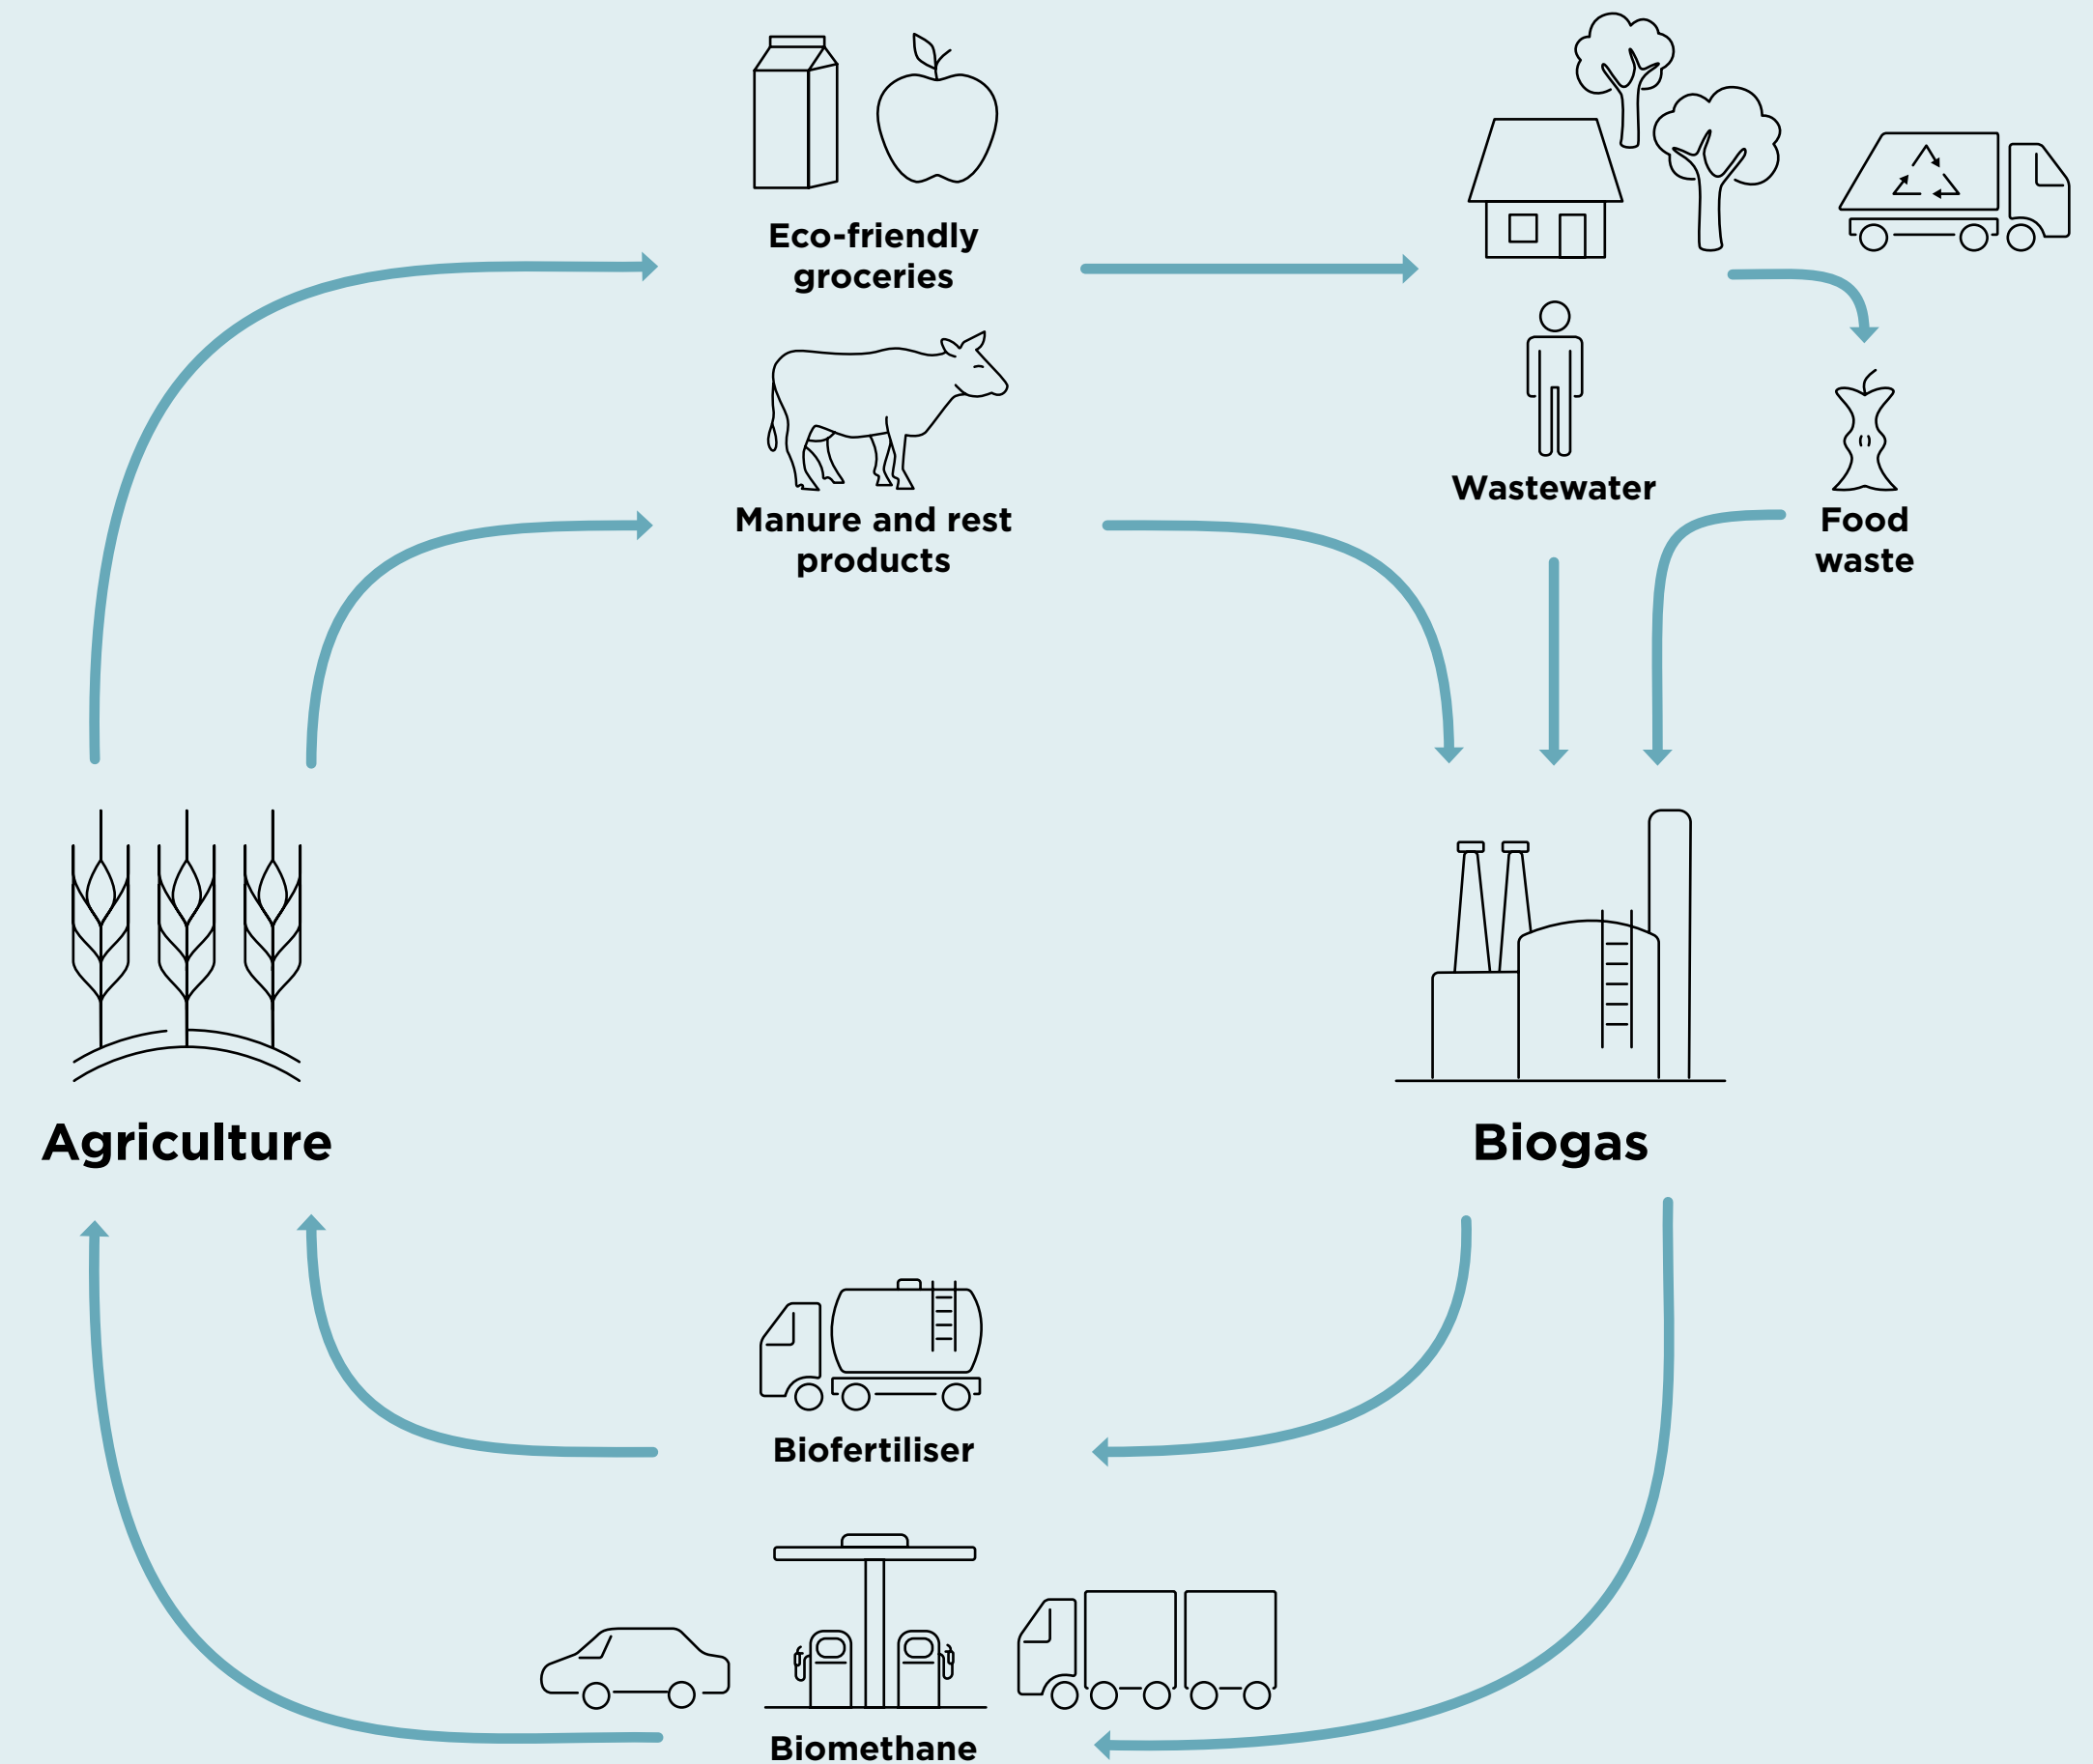 Eco-friendly
groceries
Manure and rest
products
Wastewater
Food
waste
Agriculture
Biogas
Biofertiliser
Biomethane